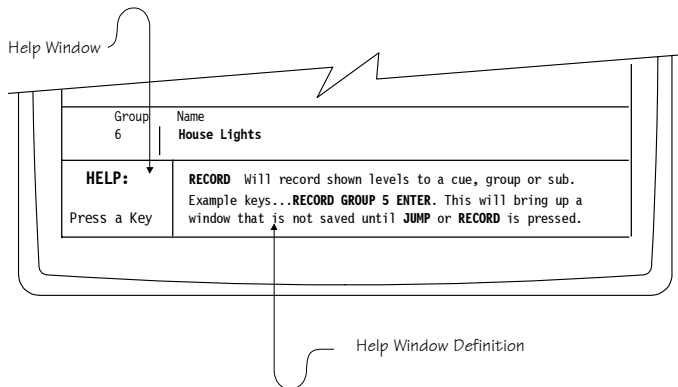 Help Window
Group Name
6 House Lights
HELP:
Press a Key
RECORD Will record shown levels to a cue, group or sub.
Example keys...RECORD GROUP 5 ENTER. This will bring up a
window that is not saved until JUMP or RECORD is pressed.
Help Window Definition